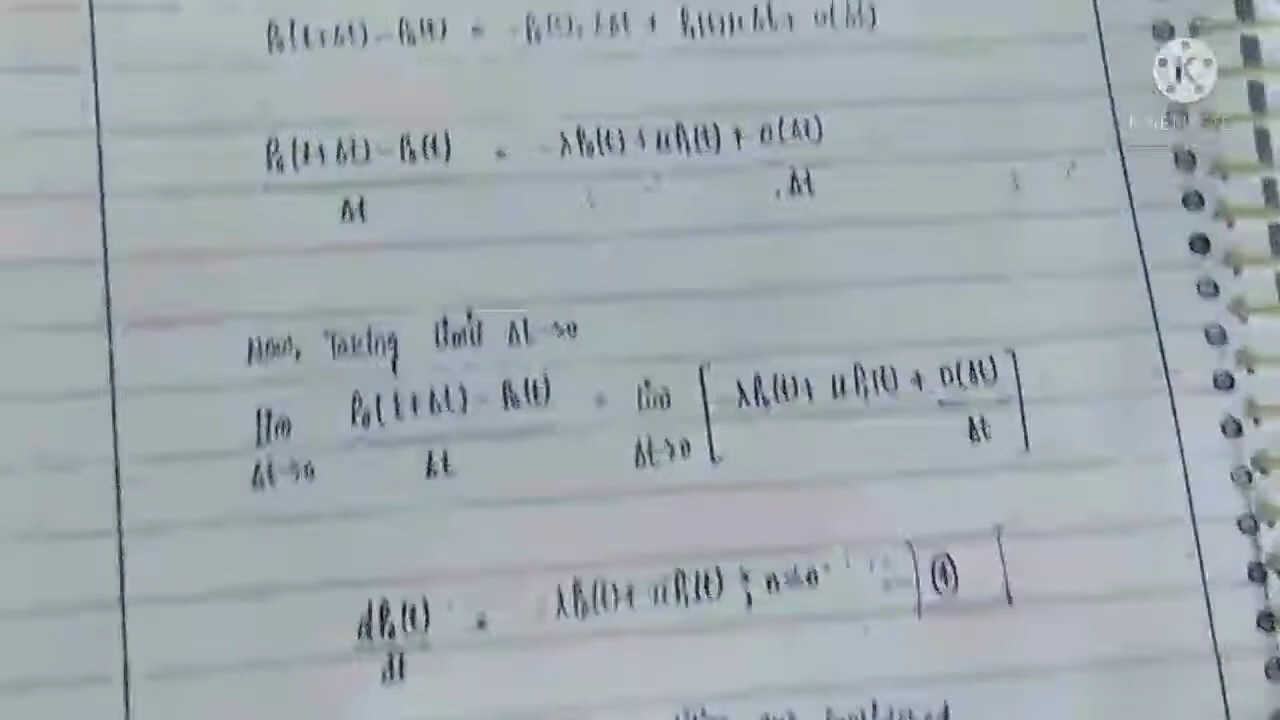 P₀(t+Δt) - P₀(t) = -P₀(t).λΔt + P₁(t)μΔt + o(Δt)
P₀(t+Δt) - P₀(t) / Δt = -λP₀(t) + μP₁(t) + o(Δt) / Δt
Now, Taking limit Δt→0
lim Δt→0 P₀(t+Δt) - P₀(t) / Δt = lim Δt→0 [ λP₀(t) + μP₁(t) + o(Δt) / Δt ]
dP₀(t) / dt = λP₀(t) + μP₁(t) ; n=0 (1)